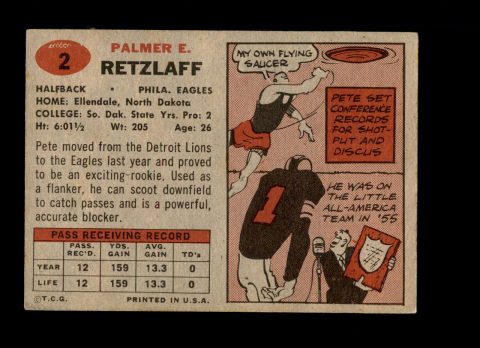 2
PALMER E.
RETZLAFF
HALFBACK • PHILA. EAGLES
HOME: Ellendale, North Dakota
COLLEGE: So. Dak. State Yrs. Pro: 2
Ht: 6:01½ Wt: 205 Age: 26
Pete moved from the Detroit Lions
to the Eagles last year and proved
to be an exciting-rookie. Used as
a flanker, he can scoot downfield
to catch passes and is a powerful,
accurate blocker.
PASS RECEIVING RECORD
PASS. YDS. AVG.
REC'D. GAIN GAIN TD's
YEAR 12 159 13.3 0
LIFE 12 159 13.3 0
©T.C.G. PRINTED IN U.S.A.
MY OWN FLYING
SAUCER
PETE SET
CONFERENCE
RECORDS
FOR SHOT-
PUT AND
DISCUS
1
HE WAS ON
THE LITTLE
ALL-AMERICA
TEAM IN '55